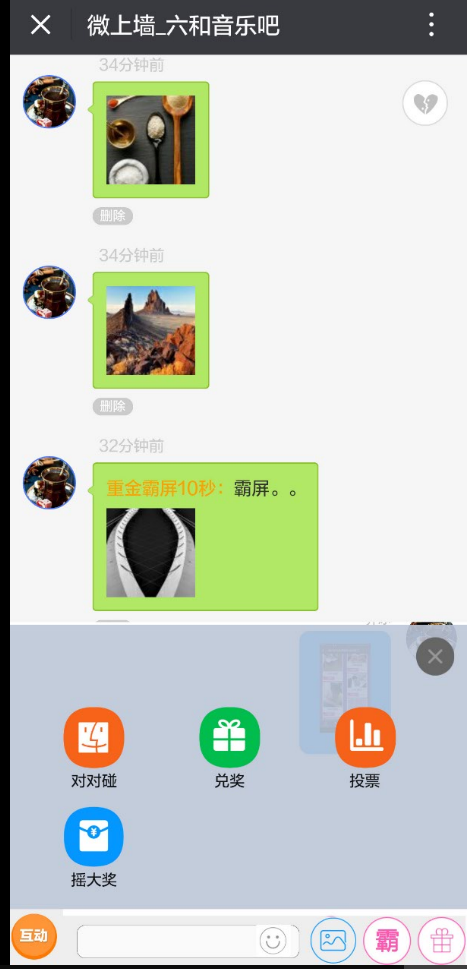 微上墙_六和音乐吧
34分钟前
删除
34分钟前
删除
32分钟前
重金霸屏10秒：霸屏。。
对对碰
兑奖
投票
摇大奖
互动
霸